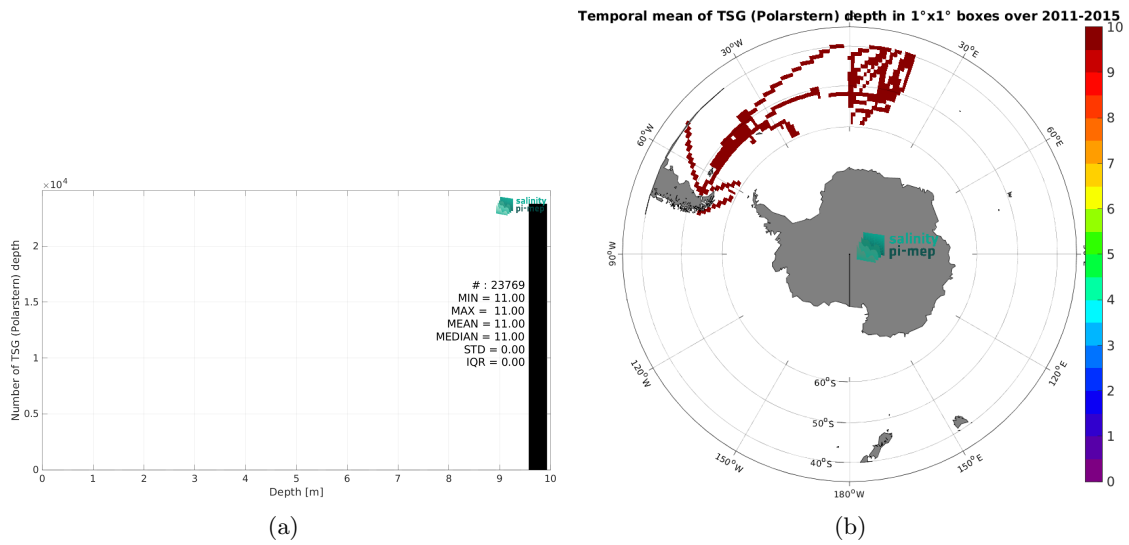 Temporal mean of TSG (Polarstern) depth in 1°x1° boxes over 2011-2015
×10⁴
Number of TSG (Polarstern) depth
2
1.5
1
0.5
0
salinity
pi-mep
# : 23769
MIN = 11.00
MAX = 11.00
MEAN = 11.00
MEDIAN = 11.00
STD = 0.00
IQR = 0.00
0 1 2 3 4 5 6 7 8 9 10
Depth [m]
(a)
30°W
30°E
60°W
60°E
90°W
salinity
pi-mep
120°W
120°E
60°S
50°S
40°S
150°W
150°E
180°W
10
9
8
7
6
5
4
3
2
1
0
(b)